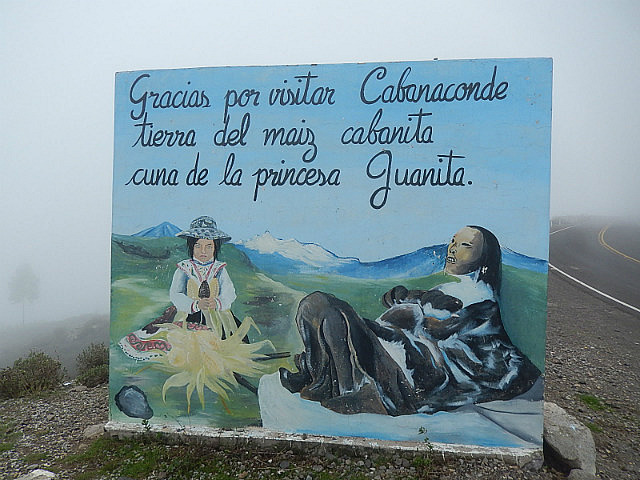 Gracias por visitar Cabanaconde
tierra del maiz cabanita
cuna de la princesa Juanita.